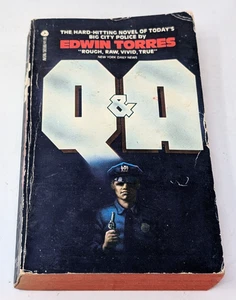 THE HARD-HITTING NOVEL OF TODAY'S
BIG CITY POLICE BY
EDWIN TORRES
"ROUGH, RAW, VIVID, TRUE"
NEW YORK DAILY NEWS
Q&A